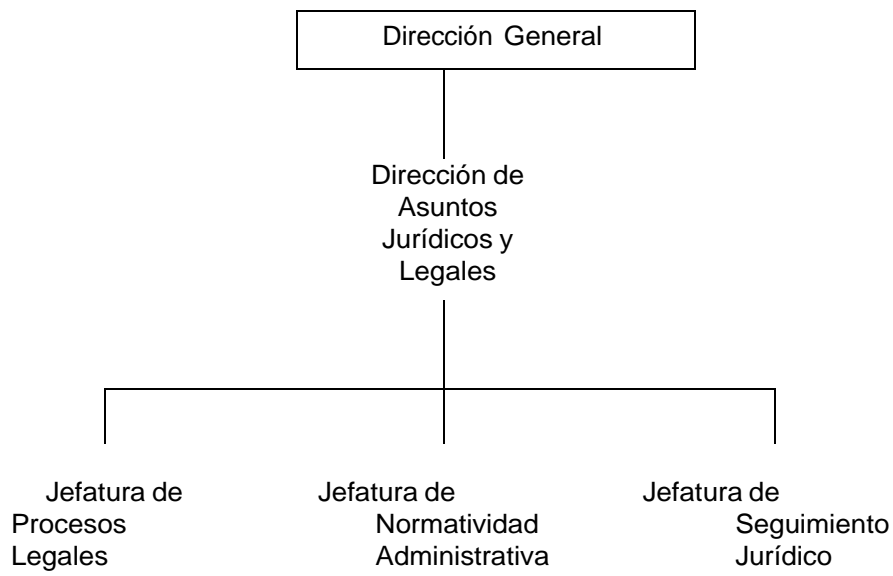 Dirección General
Dirección de
Asuntos
Jurídicos y
Legales
Jefatura de
Procesos
Legales
Jefatura de
Normatividad
Administrativa
Jefatura de
Seguimiento
Jurídico